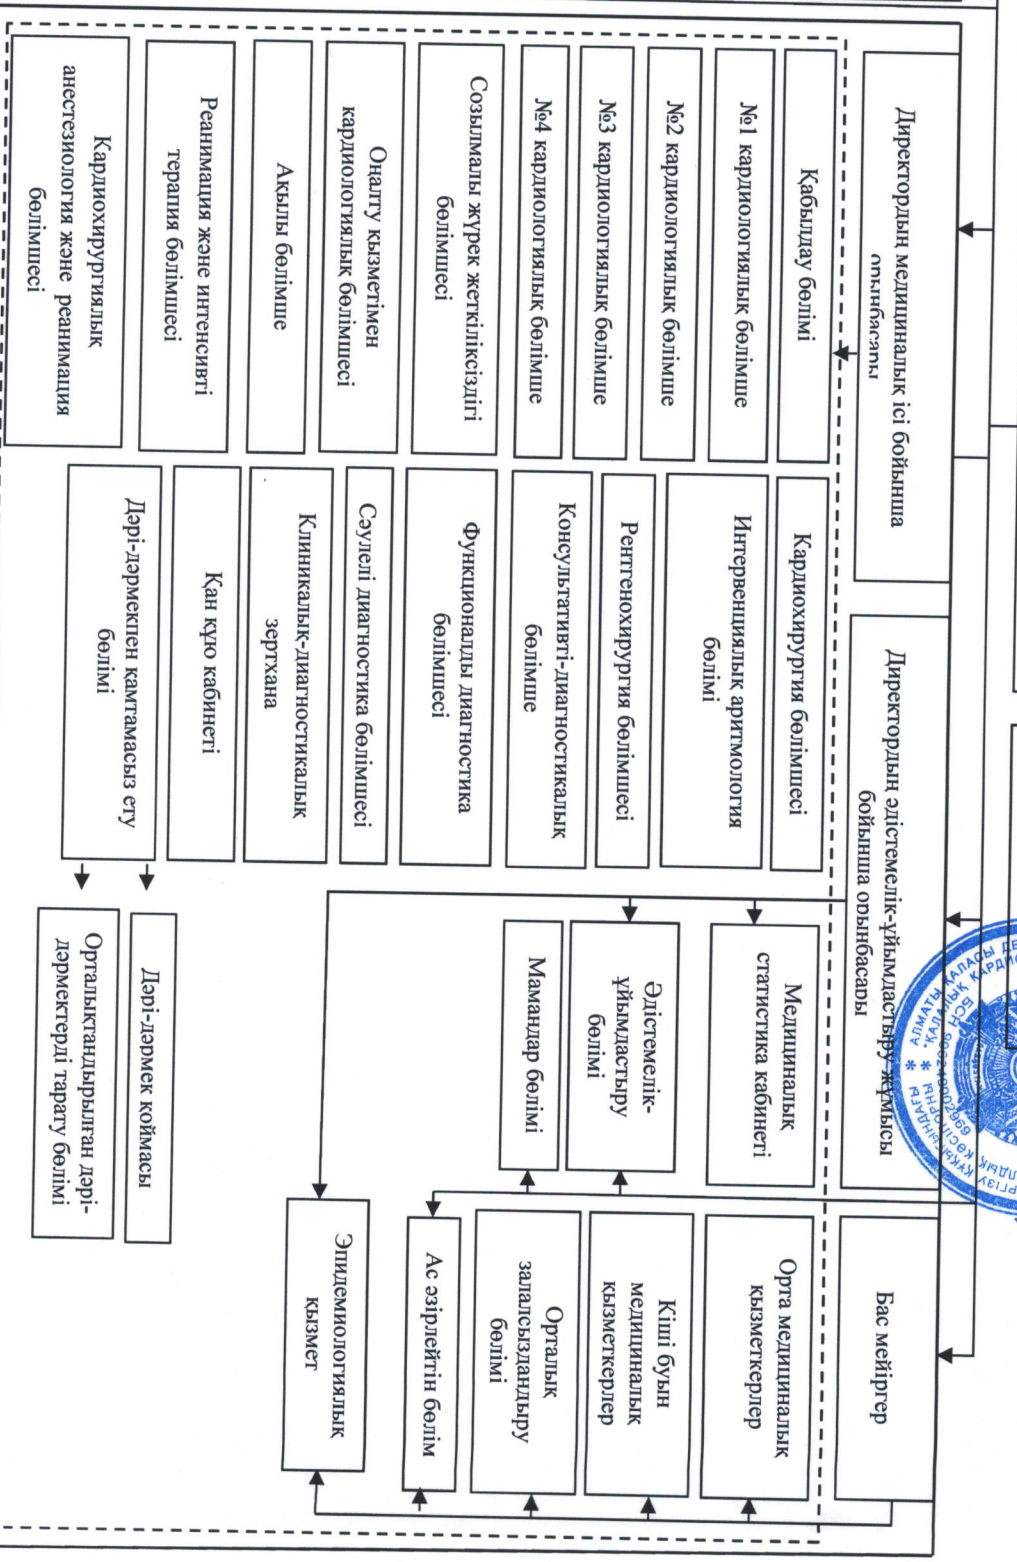 Директордың медициналық ісі бойынша
орынбасары
Қабылдау бөлімі
№1 кардиологиялық бөлімше
№2 кардиологиялық бөлімше
№3 кардиологиялық бөлімше
№4 кардиологиялық бөлімше
Созылмалы жүрек жеткіліксіздігі
бөлімшесі
Оңалту қызметімен
кардиологиялық бөлімшесі
Ақылы бөлімше
Реанимация және интенсивті
терапия бөлімшесі
Кардиохирургиялық
анестезиология және реанимация
бөлімшесі
Кардиохирургия бөлімшесі
Интервенциялық аритмология
бөлімі
Рентгенохирургия бөлімшесі
Консультативті-диагностикалық
бөлімше
Функционалды диагностика
бөлімшесі
Сәулелі диагностика бөлімшесі
Клиникалық-диагностикалық
зертхана
Қан құю кабинеті
Дәрі-дәрмекпен қамтамасыз ету
бөлімі
Директордың әдістемелік-ұйымдастыру жұмысы
бойынша орынбасары
Медициналық
статистика кабинеті
Әдістемелік-
ұйымдастыру
бөлімі
Мамандар бөлімі
Дәрі-дәрмек қоймасы
Орталықтандырылған дәрі-
дәрмектерді тарату бөлімі
Бас мейіргер
Орта медициналық
қызметкерлер
Кіші буын
медициналық
қызметкерлер
Орталық
залалсыздандыру
бөлімі
Ас әзірлейтін бөлім
Эпидемиологиялық
қызмет